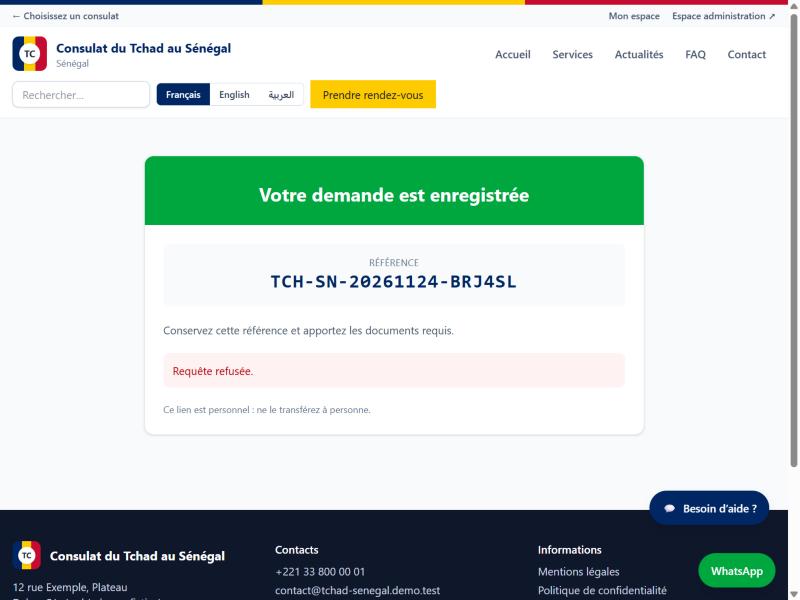 ← Choisissez un consulat
Mon espace
Espace administration ↗
TC
Consulat du Tchad au Sénégal
Sénégal
Accueil
Services
Actualités
FAQ
Contact
Rechercher...
Français
English
العربية
Prendre rendez-vous
Votre demande est enregistrée
RÉFÉRENCE
TCH-SN-20261124-BRJ4SL
Conservez cette référence et apportez les documents requis.
Requête refusée.
Ce lien est personnel : ne le transférez à personne.
Besoin d'aide ?
TC
Consulat du Tchad au Sénégal
12 rue Exemple, Plateau
Contacts
+221 33 800 00 01
contact@tchad-senegal.demo.test
Informations
Mentions légales
Politique de confidentialité
WhatsApp